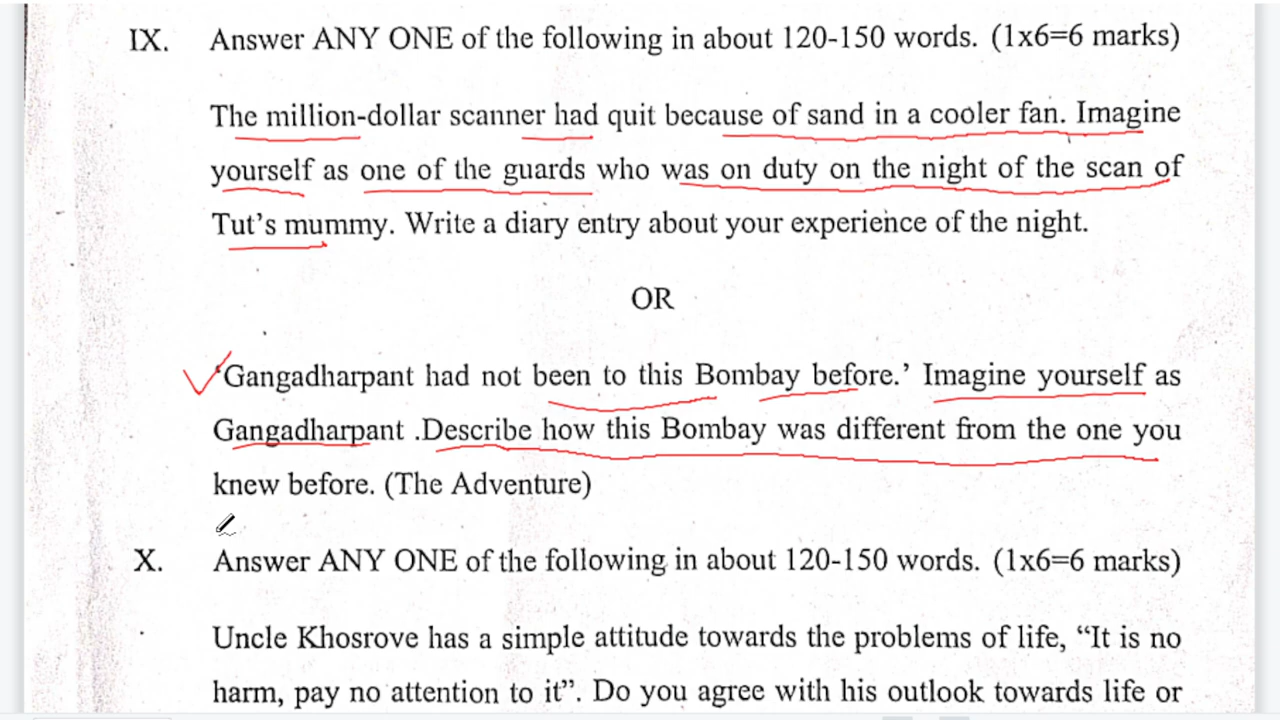 IX. Answer ANY ONE of the following in about 120-150 words. (1x6=6 marks)
The million-dollar scanner had quit because of sand in a cooler fan. Imagine
yourself as one of the guards who was on duty on the night of the scan of
Tut's mummy. Write a diary entry about your experience of the night.
OR
'Gangadharpant had not been to this Bombay before.' Imagine yourself as
Gangadharpant .Describe how this Bombay was different from the one you
knew before. (The Adventure)
X. Answer ANY ONE of the following in about 120-150 words. (1x6=6 marks)
Uncle Khosrove has a simple attitude towards the problems of life, “It is no
harm, pay no attention to it”. Do you agree with his outlook towards life or